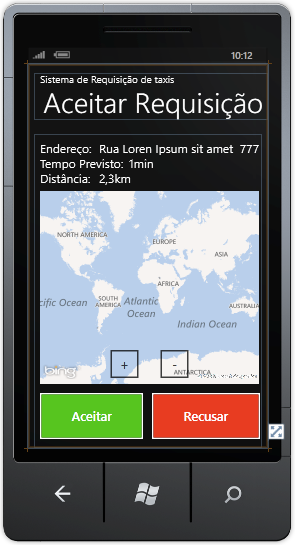 10:12
Sistema de Requisição de taxis
Aceitar Requisição
Endereço: Rua Loren Ipsum sit amet 777
Tempo Previsto: 1min
Distância: 2,3km
NORTH AMERICA
EUROPE
ASIA
AFRICA
cific Ocean
SOUTH
AMERICA
Atlantic
Ocean
AUSTRALIA
Indian Ocean
+ -
bing
ANTARCTICA
Aceitar Recusar